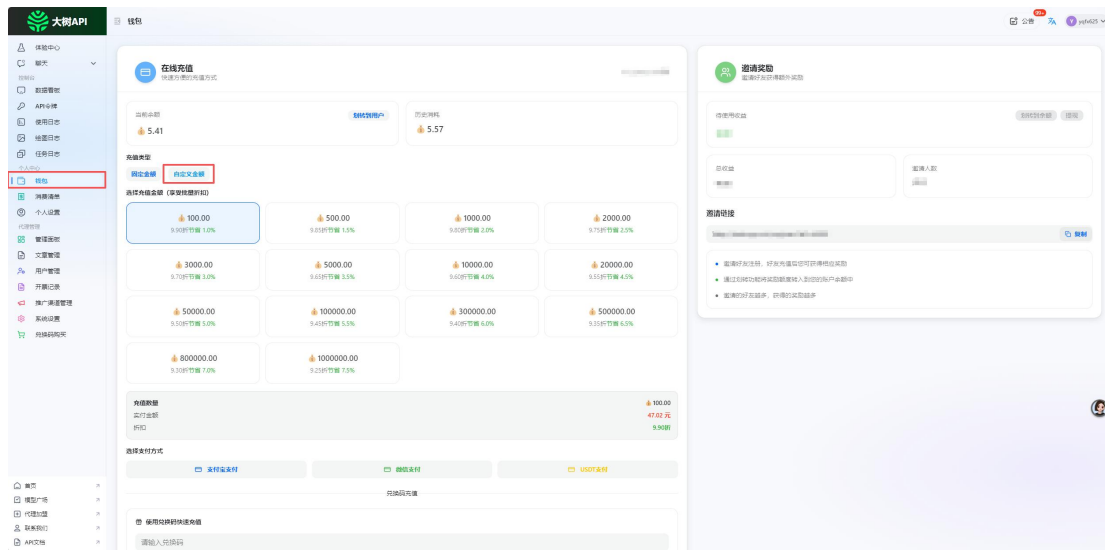 大树API
钱包
公告
99+
yqfx625
体验中心
聊天
控制台
数据看板
API令牌
使用日志
绘图日志
任务日志
个人中心
钱包
消费清单
个人设置
代理管理
管理面板
文章管理
用户管理
开票记录
推广渠道管理
系统设置
兑换码购买
首页
模型广场
代理加盟
联系我们
API文档
在线充值
快速方便的充值方式
当前余额
划转到用户
5.41
历史消耗
5.57
充值类型
固定金额
自定义金额
选择充值金额（享受优惠折扣）
100.00
9.90折节省 1.0%
500.00
9.85折节省 1.5%
1000.00
9.80折节省 2.0%
2000.00
9.75折节省 2.5%
3000.00
9.70折节省 3.0%
5000.00
9.65折节省 3.5%
10000.00
9.60折节省 4.0%
20000.00
9.55折节省 4.5%
50000.00
9.50折节省 5.0%
100000.00
9.45折节省 5.5%
300000.00
9.40折节省 6.0%
500000.00
9.35折节省 6.5%
800000.00
9.30折节省 7.0%
1000000.00
9.25折节省 7.5%
充值数量
100.00
实付金额
47.02 元
折扣
9.90折
选择支付方式
支付宝支付
微信支付
USDT支付
兑换码充值
使用兑换码快速充值
请输入兑换码
邀请奖励
邀请好友获得额外奖励
待使用收益
划转到余额
提现
总收益
邀请人数
邀请链接
复制
邀请好友注册，好友充值后您可获得相应奖励
通过划转功能将奖励额度转入到您的账户余额中
邀请的好友越多，获得的奖励越多